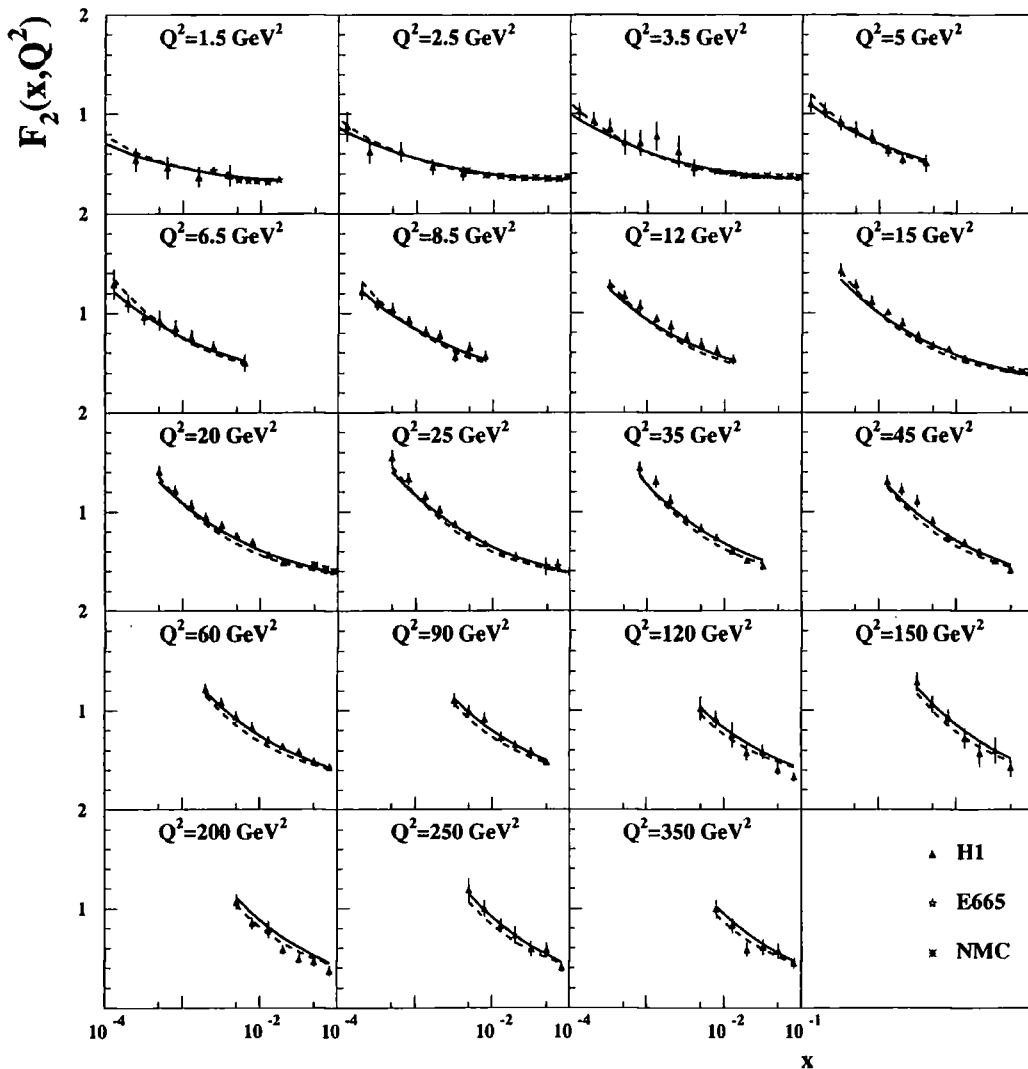 F₂(x,Q²)
2
Q²=1.5 GeV²
Q²=2.5 GeV²
Q²=3.5 GeV²
Q²=5 GeV²
1
2
Q²=6.5 GeV²
Q²=8.5 GeV²
Q²=12 GeV²
Q²=15 GeV²
1
2
Q²=20 GeV²
Q²=25 GeV²
Q²=35 GeV²
Q²=45 GeV²
1
2
Q²=60 GeV²
Q²=90 GeV²
Q²=120 GeV²
Q²=150 GeV²
1
2
Q²=200 GeV²
Q²=250 GeV²
Q²=350 GeV²
H1
1
E665
NMC
10⁻⁴ 10⁻² 10⁻⁴ 10⁻² 10⁻⁴ 10⁻² 10⁻¹
x